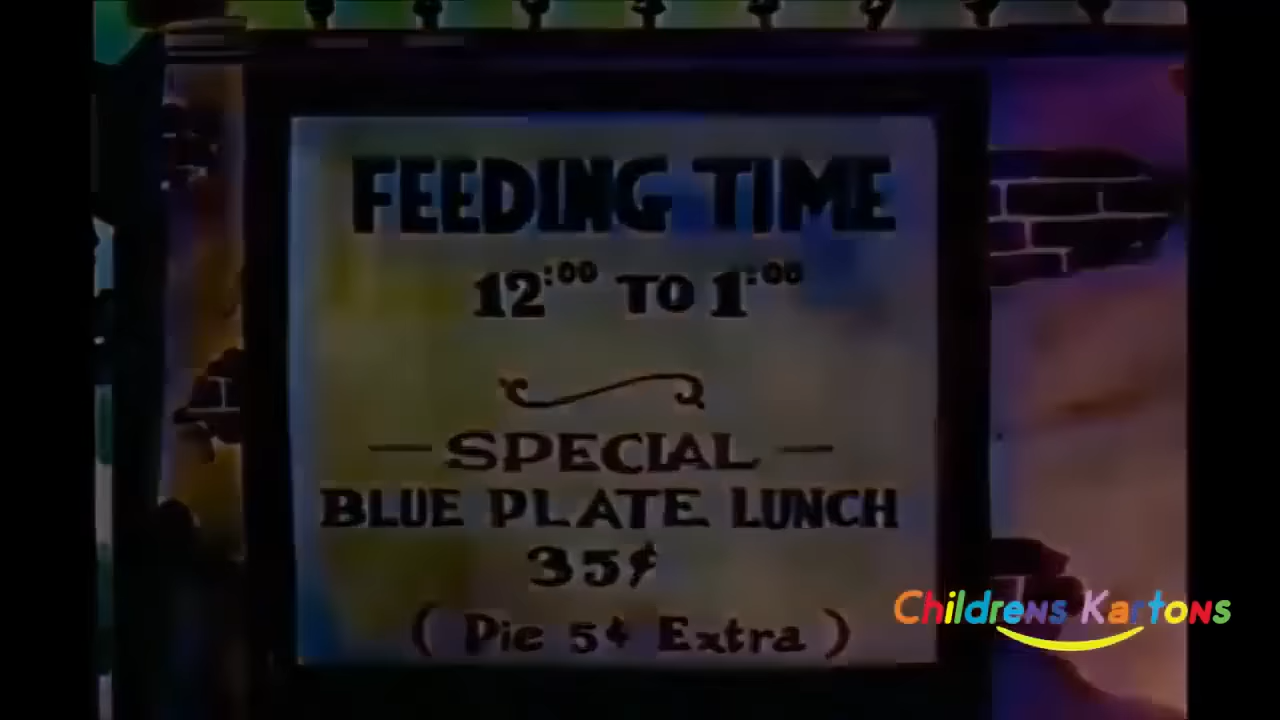 FEEDING TIME
12:00 TO 1:00
— SPECIAL —
BLUE PLATE LUNCH
35¢
( Pie 5¢ Extra )
Childrens Kartons